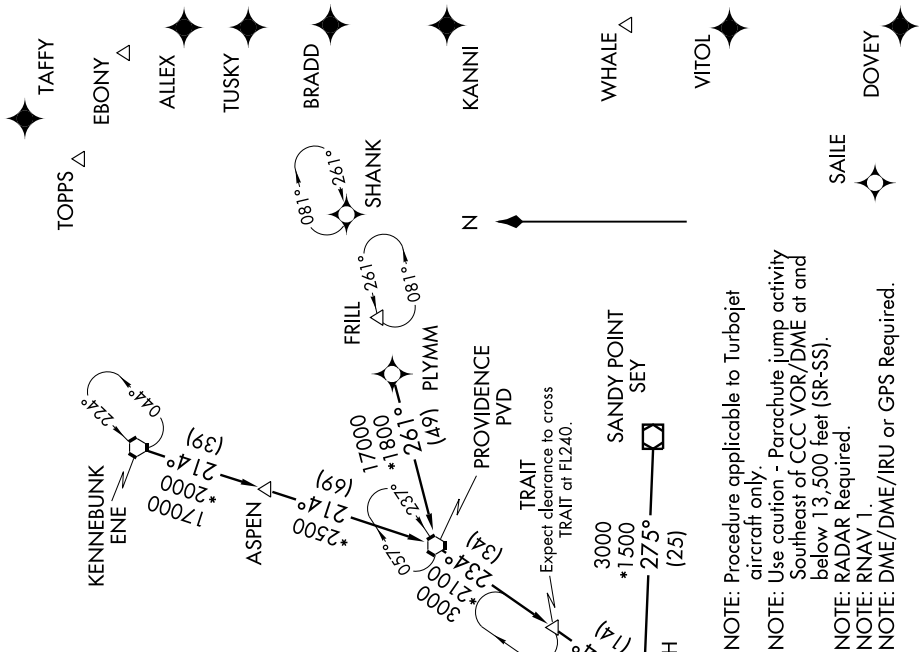 TAFFY
TOPPS
EBONY
ALLEX
TUSKY
BRADD
KANNI
WHALE
VITOL
DOVEY
SAILE
081°
261°
SHANK
N
261°
081°
FRILL
PLYMM
17000
*1800
261°
(49)
224°
044°
KENNEBUNK
ENE
(39)
214°
*2000
17000
ASPEN
(69)
214°
*2500
237°
057°
PROVIDENCE
PVD
(34)
234°
*2100
3000
TRAIT
Expect clearance to cross
TRAIT at FL240.
(14)
SANDY POINT
SEY
3000
*1500
275°
(25)
H
NOTE: Procedure applicable to Turbojet
aircraft only.
NOTE: Use caution - Parachute jump activity
Southeast of CCC VOR/DME at and
below 13,500 feet (SR-SS).
NOTE: RADAR Required.
NOTE: RNAV 1.
NOTE: DME/DME/IRU or GPS Required.